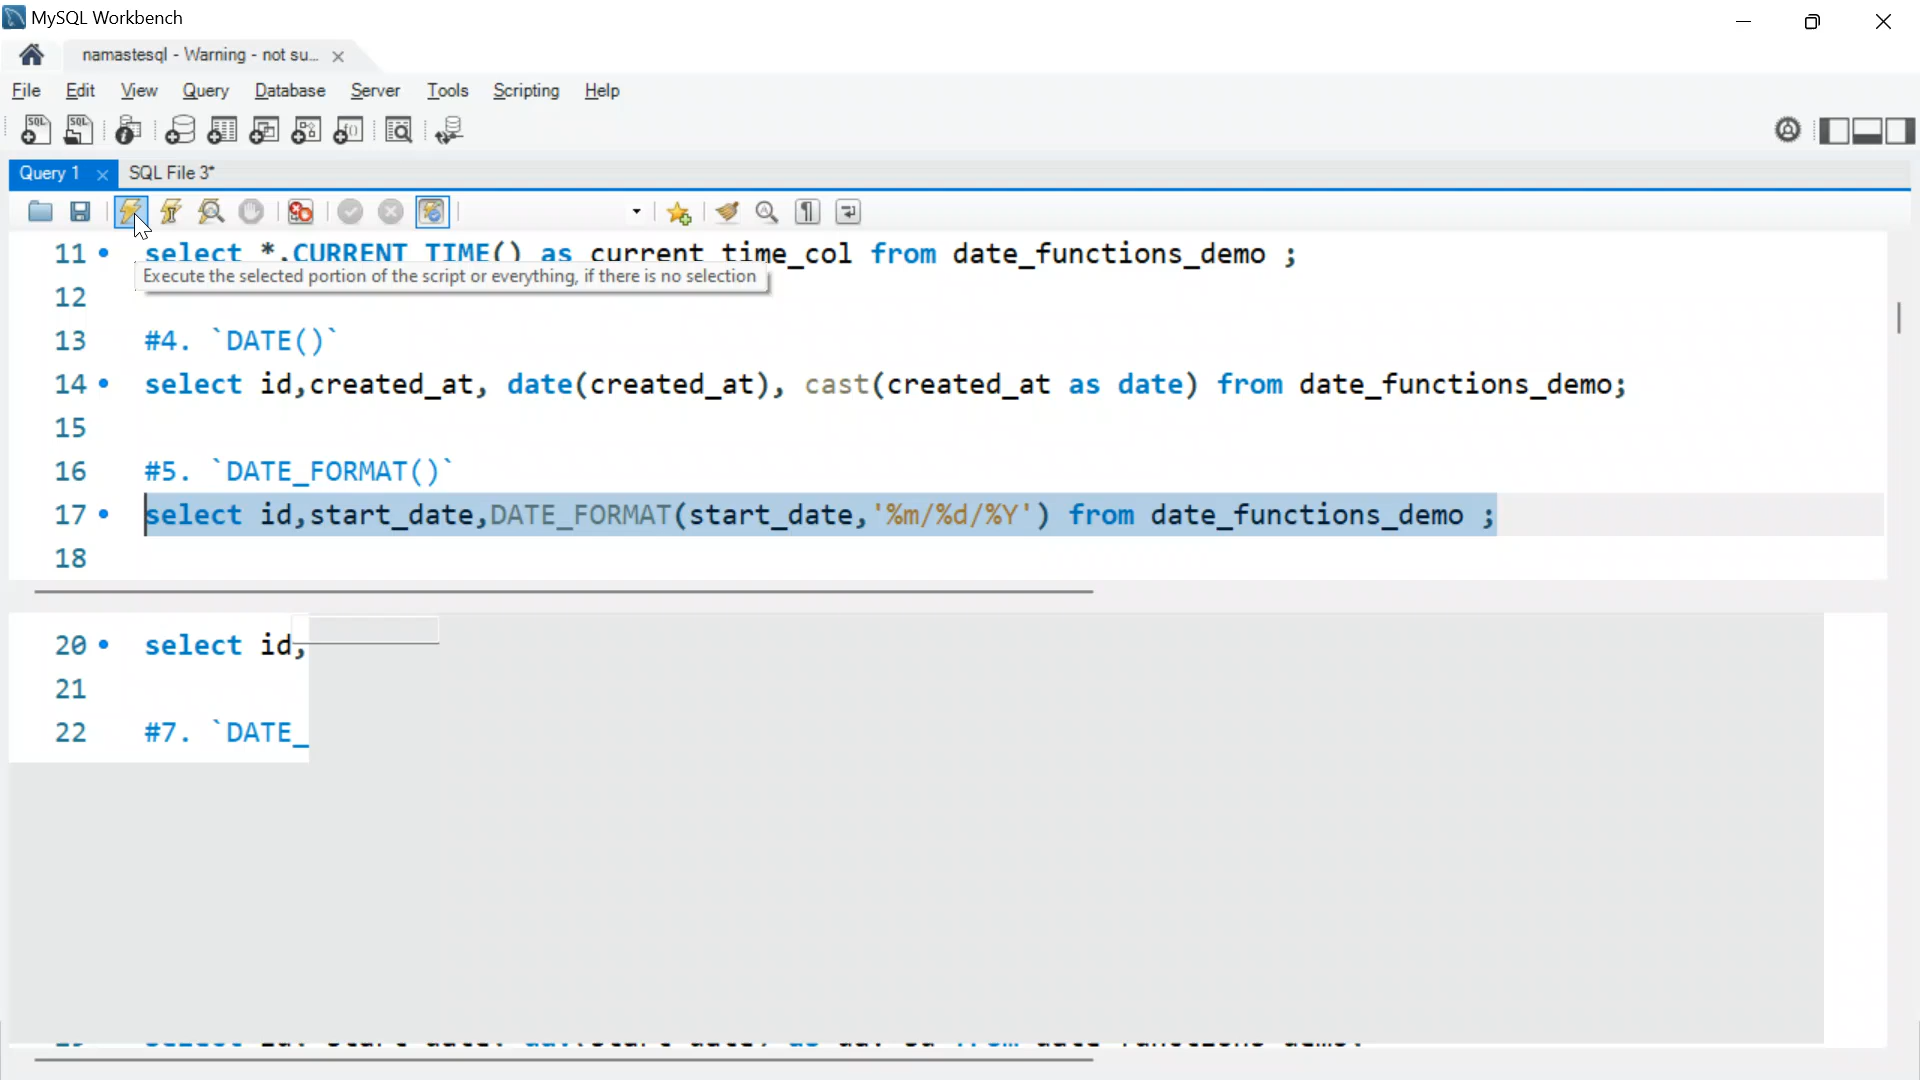 MySQL Workbench
namastesql - Warning - not su...
File Edit View Query Database Server Tools Scripting Help
Query 1 SQL File 3*
11 select *,CURRENT_TIME() as current_time_col from date_functions_demo ;
Execute the selected portion of the script or everything, if there is no selection
12
13 #4. `DATE()`
14 select id,created_at, date(created_at), cast(created_at as date) from date_functions_demo;
15
16 #5. `DATE_FORMAT()`
17 select id,start_date,DATE_FORMAT(start_date,'%m/%d/%Y') from date_functions_demo ;
18
20 select id,
21
22 #7. `DATE_